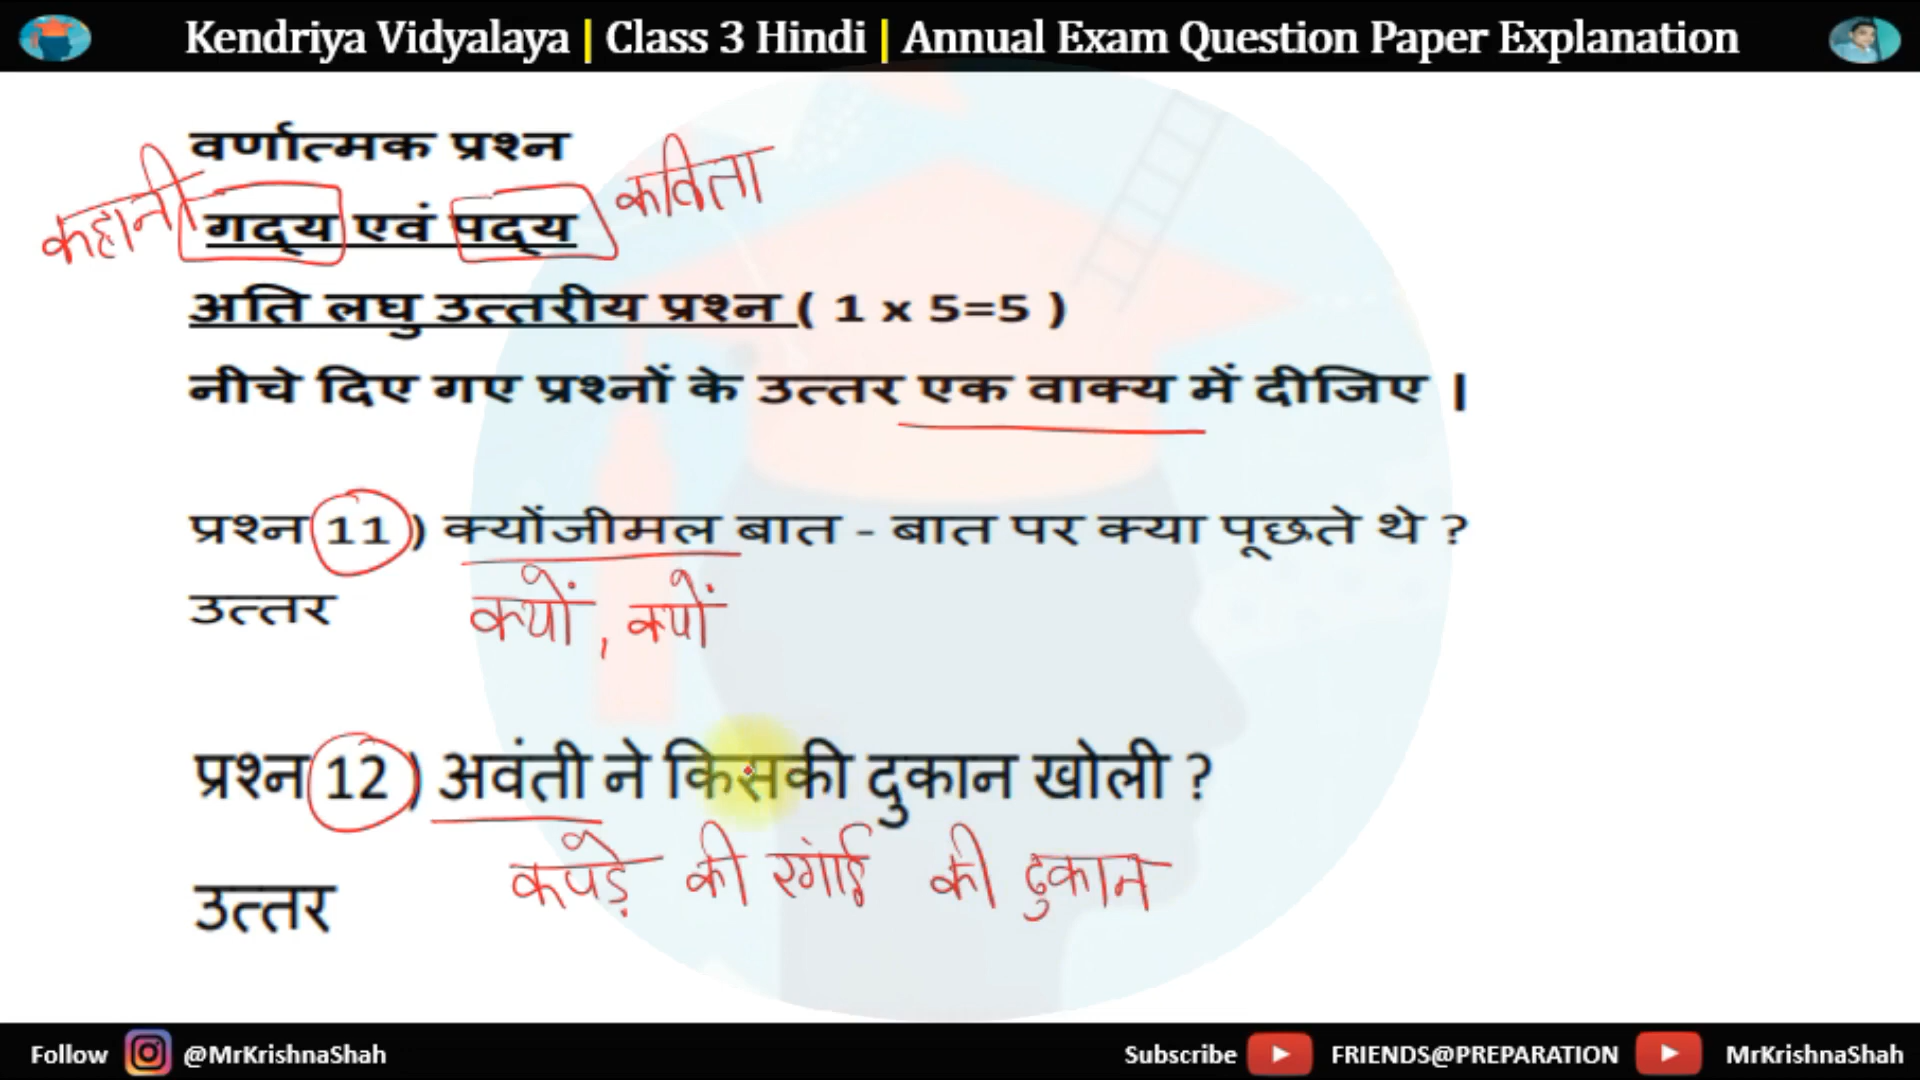 Kendriya Vidyalaya | Class 3 Hindi | Annual Exam Question Paper Explanation
वर्णात्मक प्रश्न
कहानी गद्य एवं पद्य कविता
अति लघु उत्तरीय प्रश्न ( 1 x 5=5 )
नीचे दिए गए प्रश्नों के उत्तर एक वाक्य में दीजिए |
प्रश्न 11 ) क्योंजीमल बात - बात पर क्या पूछते थे ?
उत्तर क्यों , क्यों
प्रश्न 12 ) अवंती ने किसकी दुकान खोली ?
उत्तर कपड़े की रंगाई की दुकान
Follow @MrKrishnaShah Subscribe FRIENDS@PREPARATION MrKrishnaShah